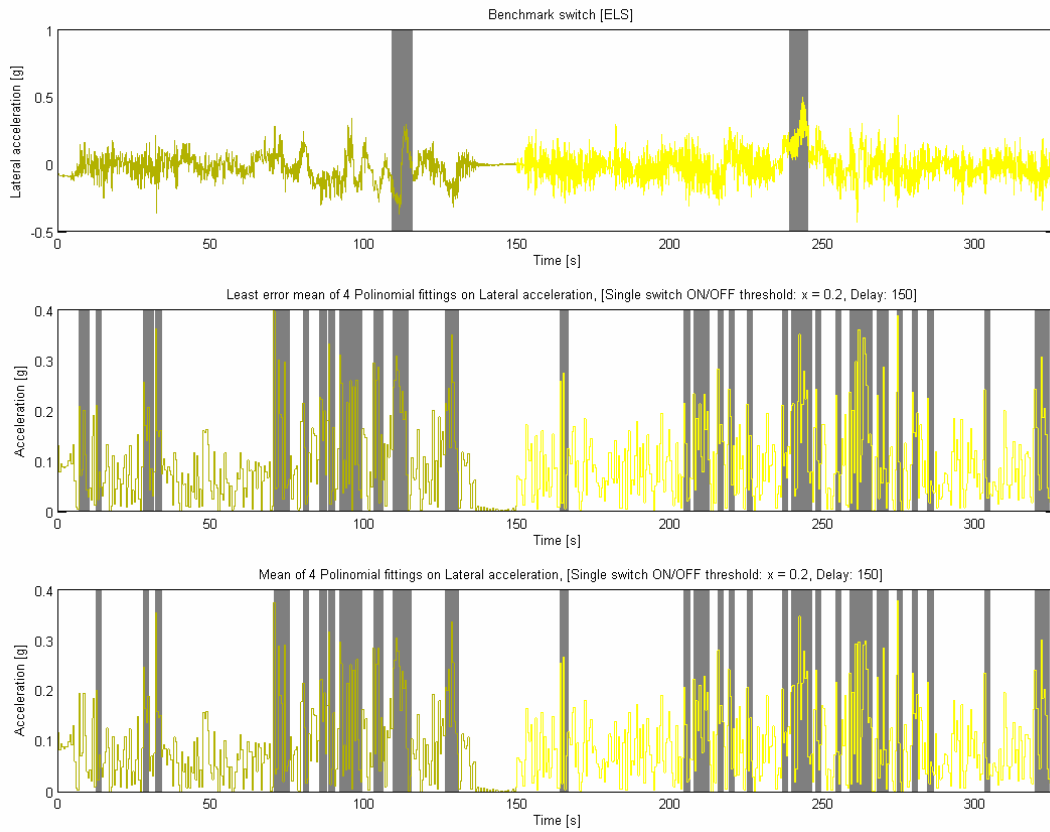 Benchmark switch [ELS]
Lateral acceleration [g]
1
0.5
0
-0.5
0 50 100 150 200 250 300
Time [s]
Least error mean of 4 Polinomial fittings on Lateral acceleration, [Single switch ON/OFF threshold: x = 0.2, Delay: 150]
Acceleration [g]
0.4
0.3
0.2
0.1
0
0 50 100 150 200 250 300
Time [s]
Mean of 4 Polinomial fittings on Lateral acceleration, [Single switch ON/OFF threshold: x = 0.2, Delay: 150]
Acceleration [g]
0.4
0.3
0.2
0.1
0
0 50 100 150 200 250 300
Time [s]